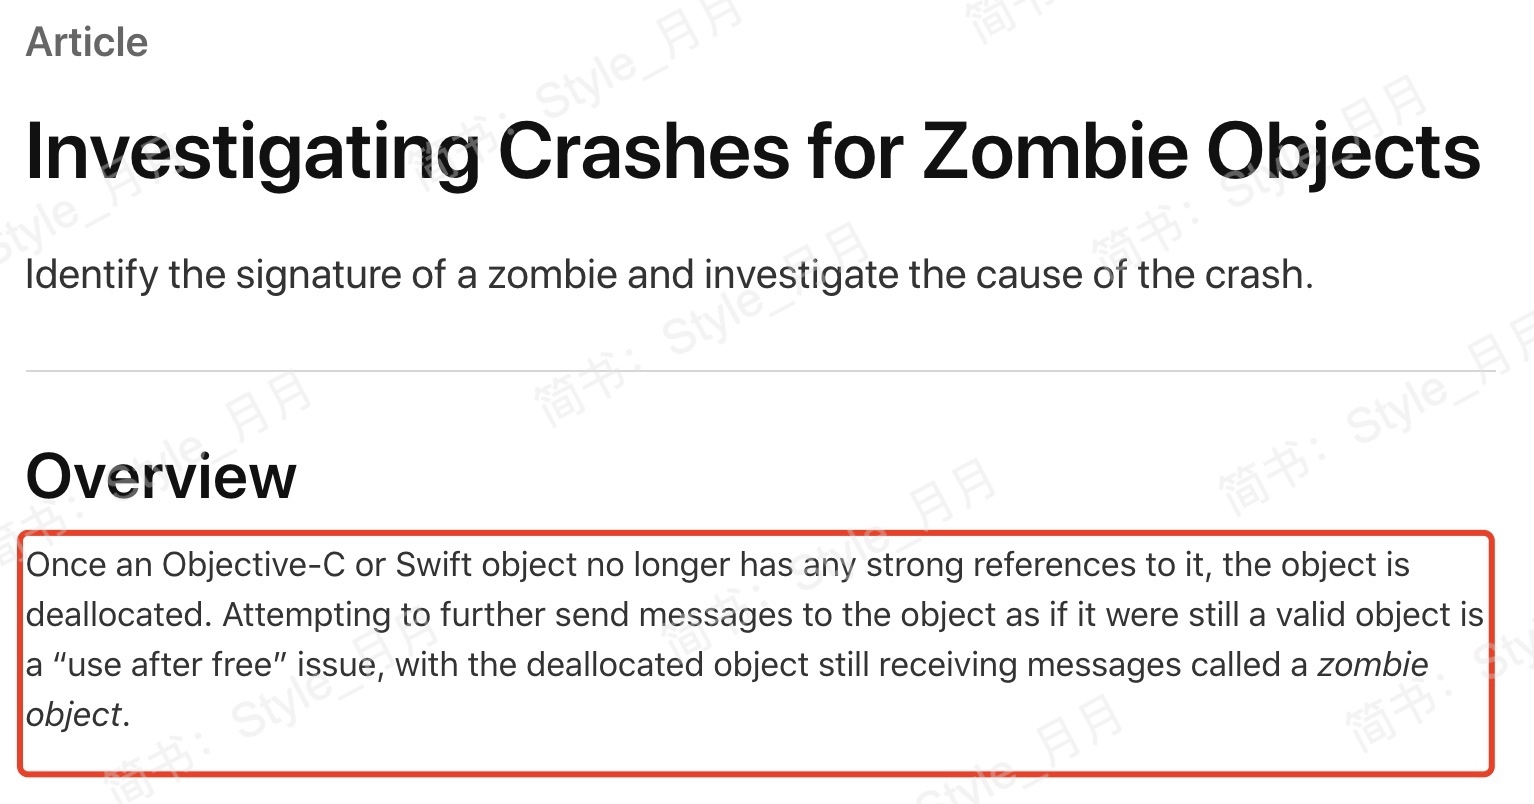 Article
Investigating Crashes for Zombie Objects
Identify the signature of a zombie and investigate the cause of the crash.
Overview
Once an Objective-C or Swift object no longer has any strong references to it, the object is
deallocated. Attempting to further send messages to the object as if it were still a valid object is
a “use after free” issue, with the deallocated object still receiving messages called a zombie
object.
简书：Style_月月